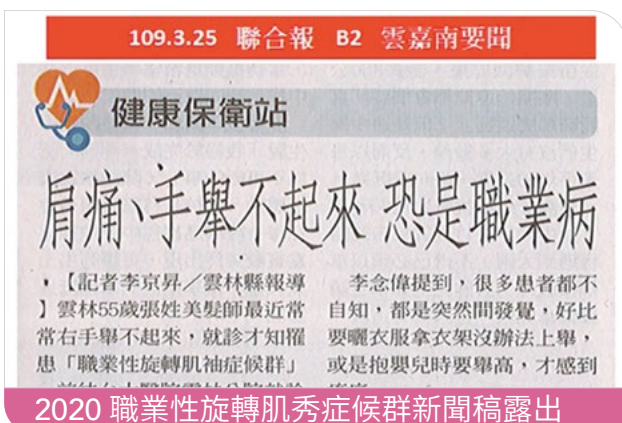 109.3.25 聯合報 B2 雲嘉南要聞
健康保衛站
肩痛、手舉不起來 恐是職業病
，【記者李京昇／雲林縣報導
】雲林55歲張姓美髮師最近常
常右手舉不起來，就診才知罹
患「職業性旋轉肌袖症候群」
李念偉提到，很多患者都不
自知，都是突然間發覺，好比
要曬衣服拿衣架沒辦法上舉，
或是抱嬰兒時要舉高，才感到
2020 職業性旋轉肌秀症候群新聞稿露出